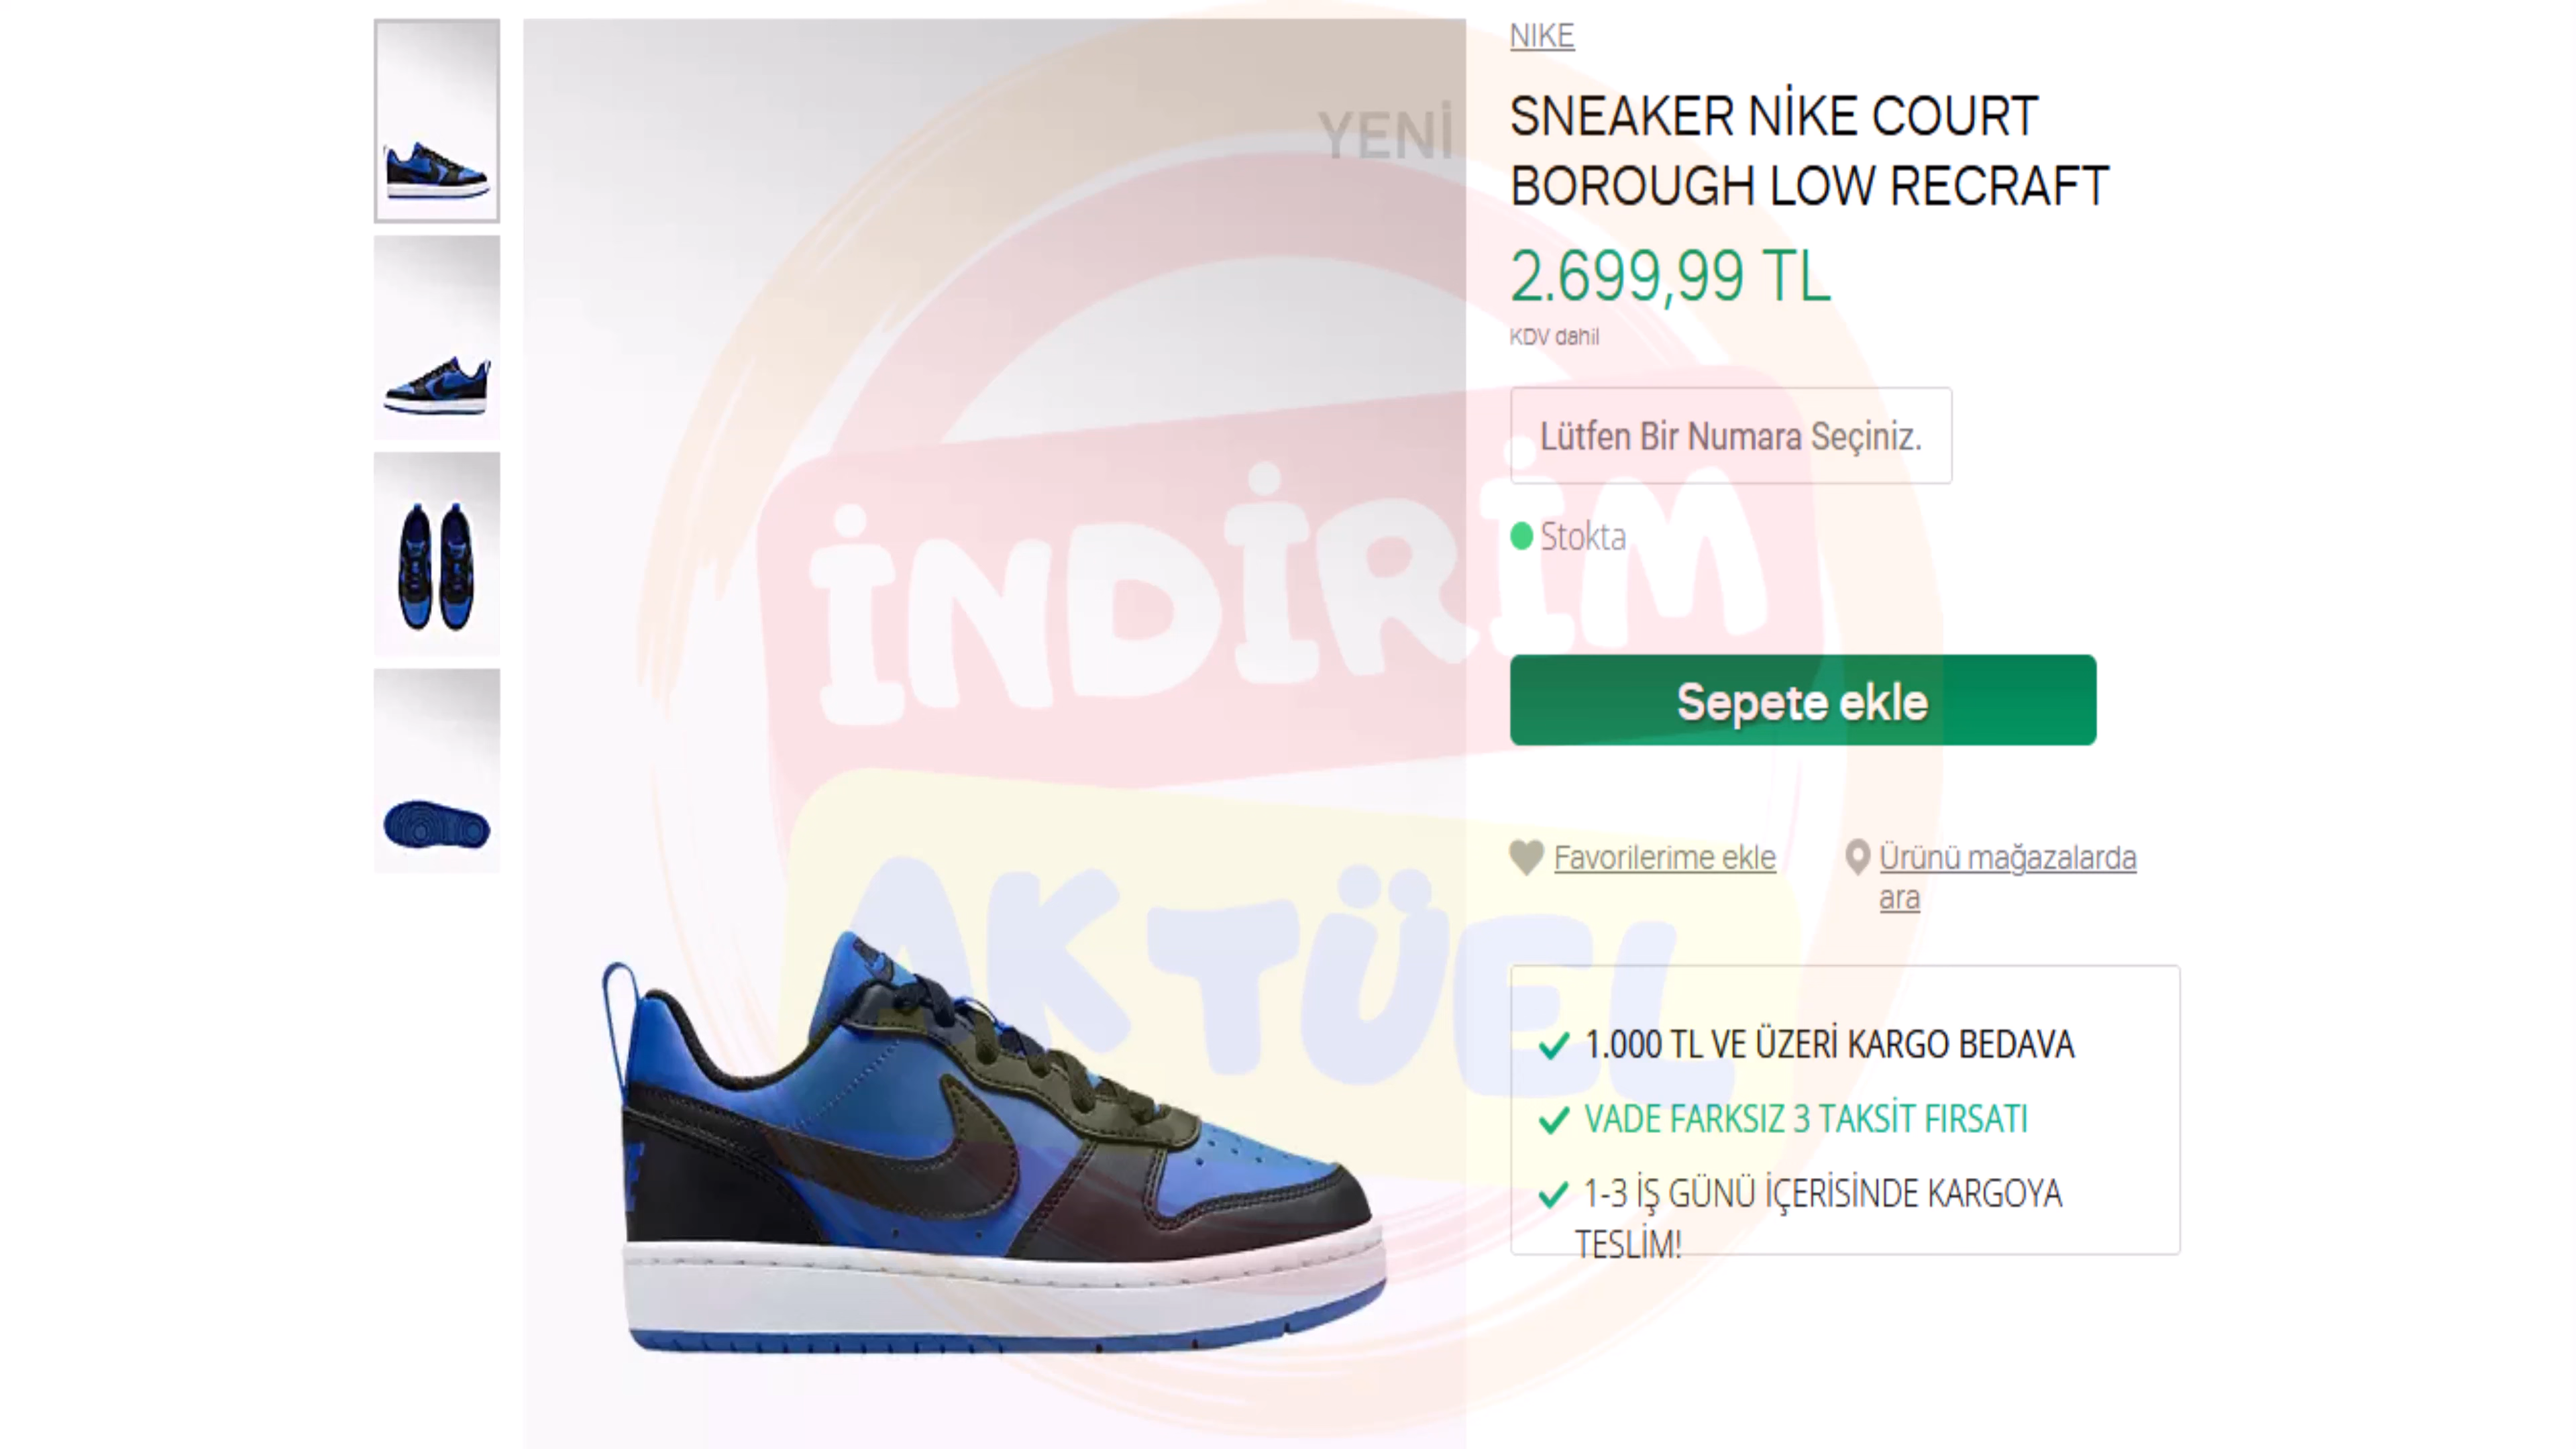 NIKE
SNEAKER NİKE COURT
BOROUGH LOW RECRAFT
2.699,99 TL
KDV dahil
YENİ
Lütfen Bir Numara Seçiniz.
Stokta
İNDİRİM
AKTÜEL
Sepete ekle
Favorilerime ekle
Ürünü mağazalarda
ara
1.000 TL VE ÜZERİ KARGO BEDAVA
VADE FARKSIZ 3 TAKSİT FIRSATI
1-3 İŞ GÜNÜ İÇERİSİNDE KARGOYA
TESLİM!